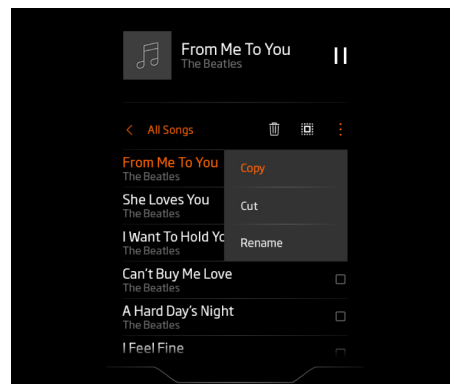 From Me To You
The Beatles
All Songs
From Me To You
The Beatles
Copy
She Loves You
The Beatles
Cut
I Want To Hold Yo
The Beatles
Rename
Can't Buy Me Love
The Beatles
A Hard Day's Night
The Beatles
I Feel Fine